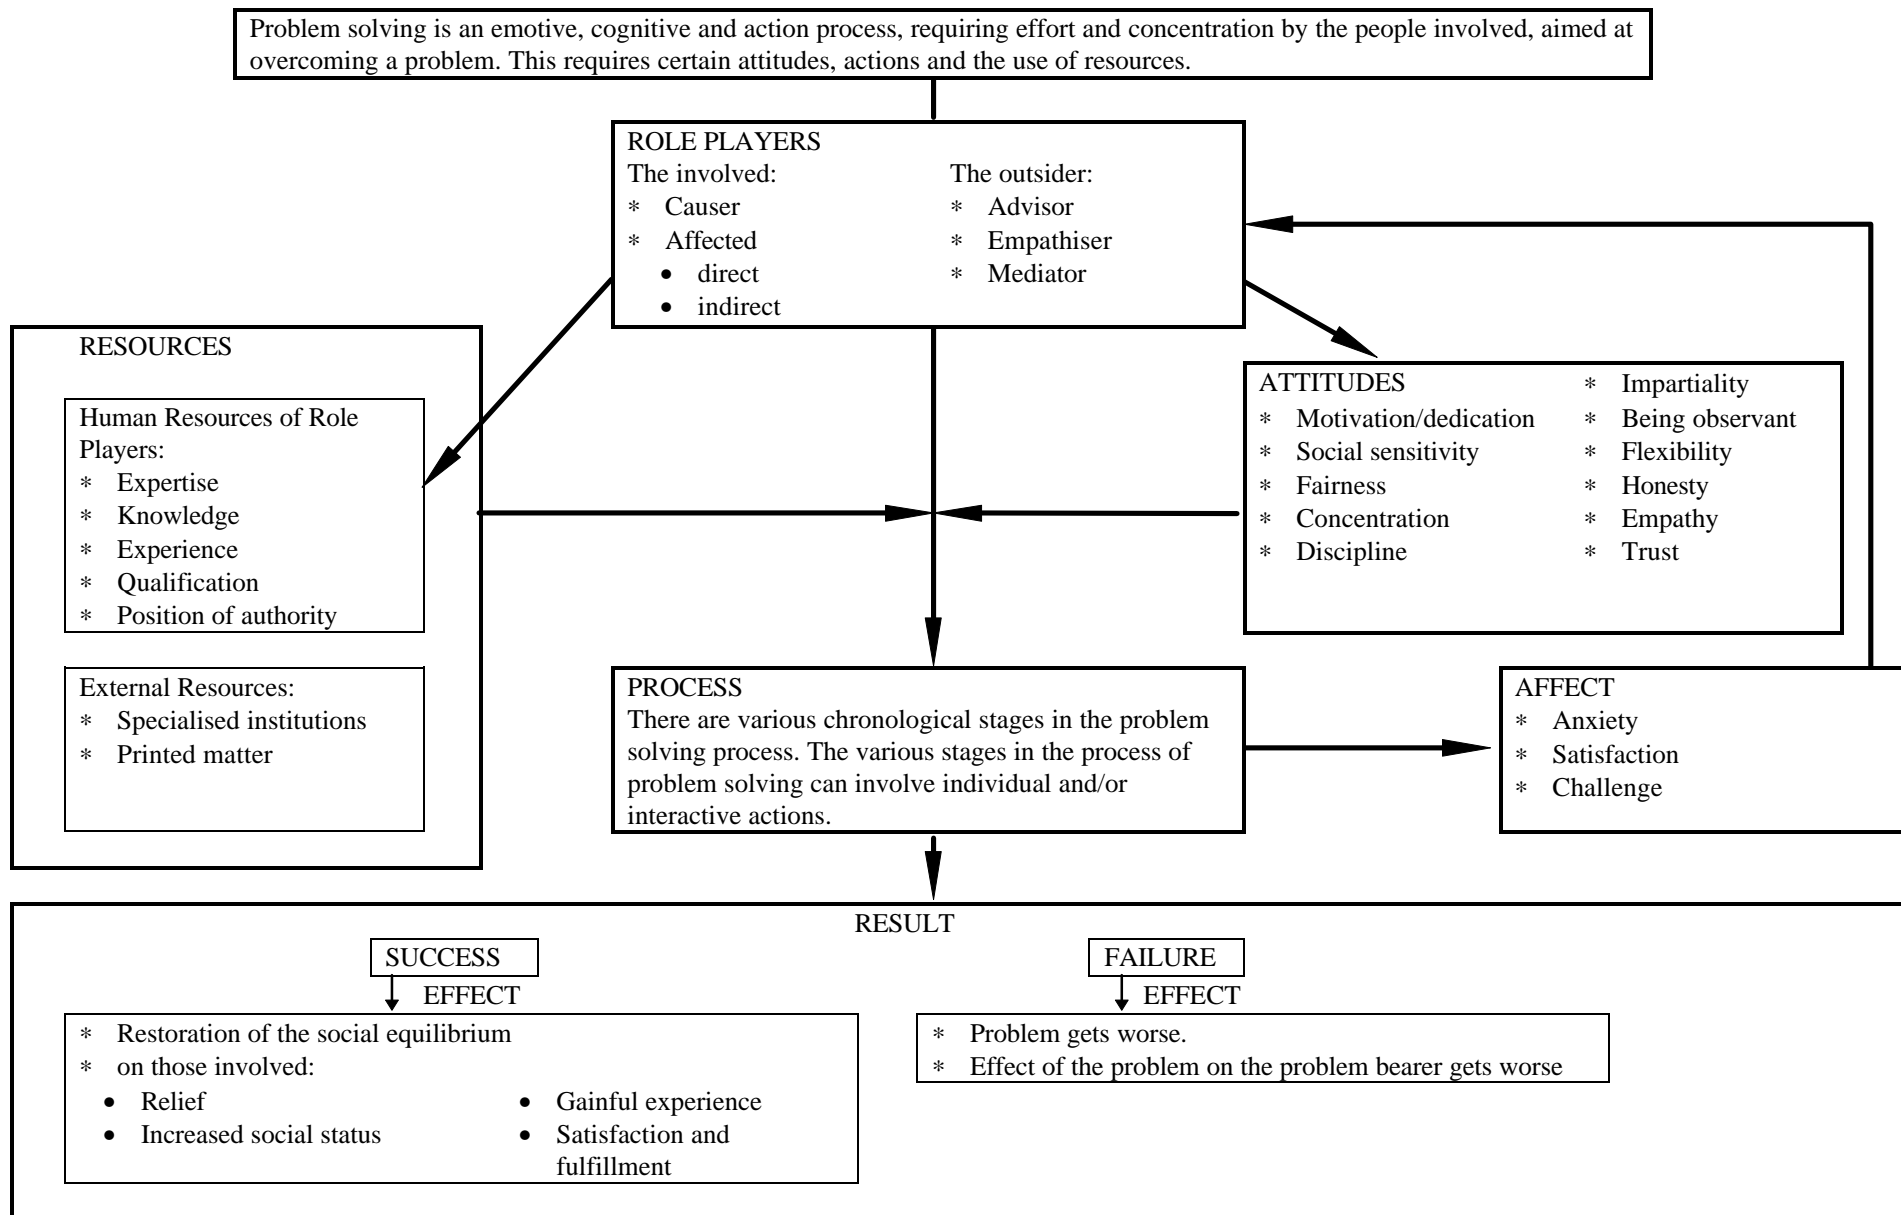 Problem solving is an emotive, cognitive and action process, requiring effort and concentration by the people involved, aimed at
overcoming a problem. This requires certain attitudes, actions and the use of resources.
ROLE PLAYERS
The involved:
* Causer
* Affected
• direct
• indirect
The outsider:
* Advisor
* Empathiser
* Mediator
RESOURCES
Human Resources of Role
Players:
* Expertise
* Knowledge
* Experience
* Qualification
* Position of authority
External Resources:
* Specialised institutions
* Printed matter
ATTITUDES
* Motivation/dedication
* Social sensitivity
* Fairness
* Concentration
* Discipline
* Impartiality
* Being observant
* Flexibility
* Honesty
* Empathy
* Trust
PROCESS
There are various chronological stages in the problem
solving process. The various stages in the process of
problem solving can involve individual and/or
interactive actions.
AFFECT
* Anxiety
* Satisfaction
* Challenge
RESULT
SUCCESS
EFFECT
* Restoration of the social equilibrium
* on those involved:
• Relief
• Increased social status
• Gainful experience
• Satisfaction and
fulfillment
FAILURE
EFFECT
* Problem gets worse.
* Effect of the problem on the problem bearer gets worse